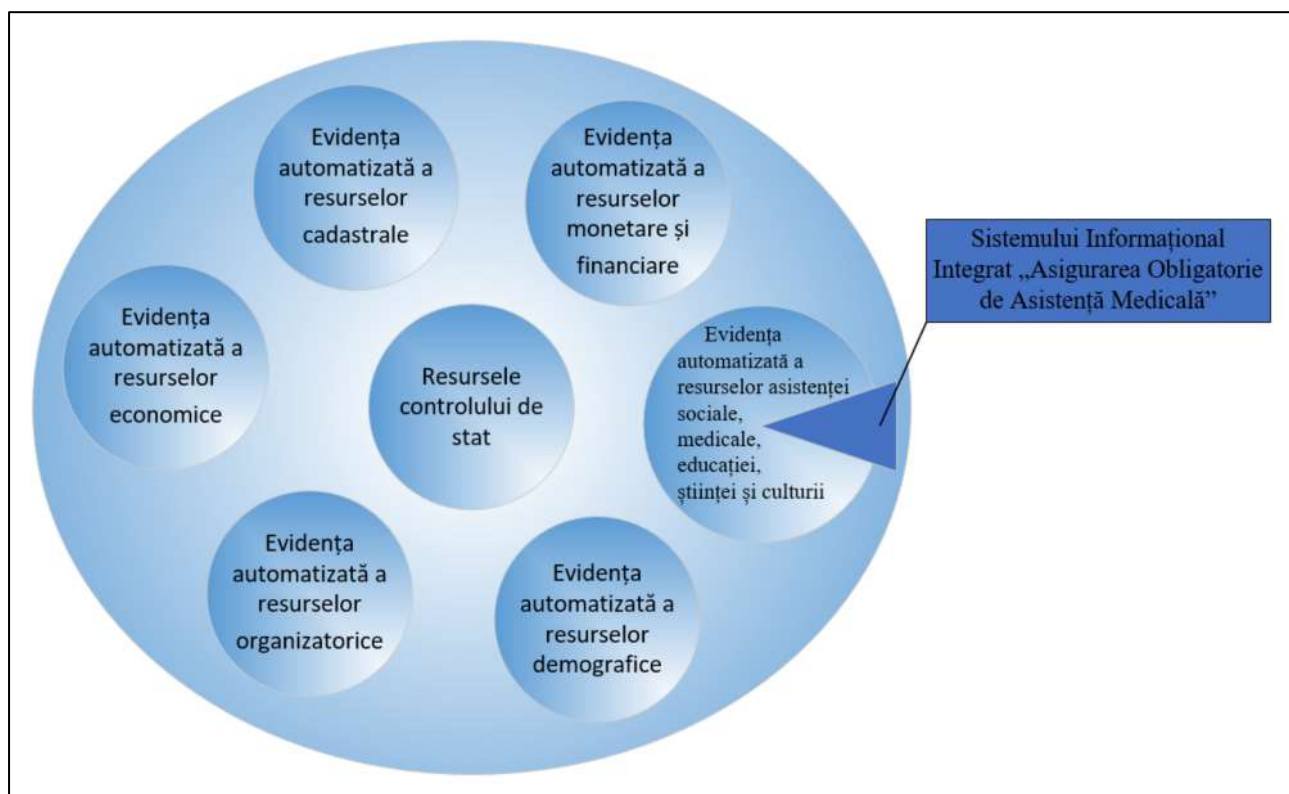 Evidența
automatizată a
resurselor
cadastrale
Evidența
automatizată a
resurselor
monetare și
financiare
Sistemului Informațional
Integrat „Asigurarea Obligatorie
de Asistență Medicală”
Evidența
automatizată a
resurselor
economice
Resursele
controlului de
stat
Evidența
automatizată a
resurselor asistenței
sociale,
medicale,
educației,
științei și culturii
Evidența
automatizată a
resurselor
organizatorice
Evidența
automatizată a
resurselor
demografice